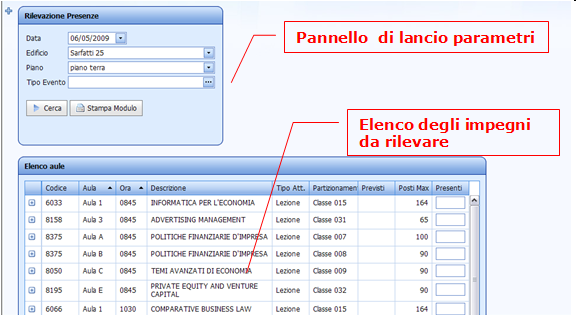 Rilevazione Presenze
Data 06/05/2009
Edificio Sarfatti 25
Piano piano terra
Tipo Evento
Cerca Stampa Modulo
Pannello di lancio parametri
Elenco degli impegni
da rilevare
Elenco aule
Codice Aula Ora Descrizione Tipo Att. Partizionamen Previsti Posti Max Presenti
6033 Aula 1 0845 INFORMATICA PER L'ECONOMIA Lezione Classe 015 164
8158 Aula 3 0845 ADVERTISING MANAGEMENT Lezione Classe 031 65
8375 Aula A 0845 POLITICHE FINANZIARIE D'IMPRESA Lezione Classe 007 100
8375 Aula B 0845 POLITICHE FINANZIARIE D'IMPRESA Lezione Classe 008 90
8050 Aula C 0845 TEMI AVANZATI DI ECONOMIA Lezione Classe 009 90
8195 Aula E 0845 PRIVATE EQUITY AND VENTURE CAPITAL Lezione Classe 032 90
6066 Aula 1 1030 COMPARATIVE BUSINESS LAW Lezione Classe 015 164